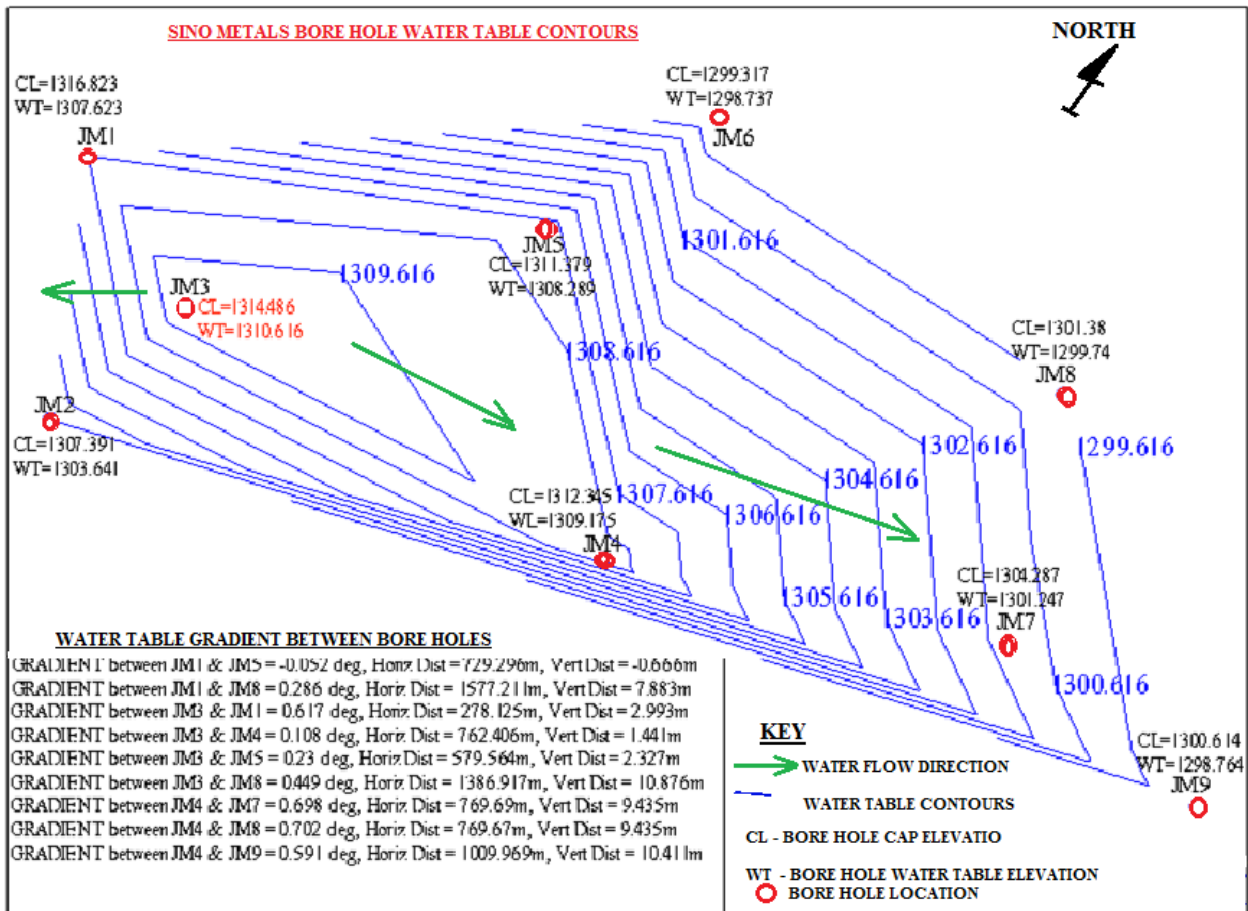 SINO METALS BORE HOLE WATER TABLE CONTOURS
NORTH
CL=1316.823
WT=1307.623
JM1
CL=1299.317
WT=1298.737
JM6
1301.616
JM5
CL=1311.379
WT=1308.289
1309.616
JM3
CL=1314.486
WT=1310.616
1308.616
CL=1301.38
WT=1299.74
JM8
JM2
CL=1307.391
WT=1303.641
1302.616
1299.616
1304.616
CL=1312.345
WL=1309.175
JM4
1307.616
1306.616
CL=1304.287
WT=1301.247
JM7
1305.616
1303.616
1300.616
CL=1300.614
WT=1298.764
JM9
WATER TABLE GRADIENT BETWEEN BORE HOLES
GRADIENT between JM1 & JM5 = -0.052 deg, Horiz Dist = 729.296m, Vert Dist = -0.666m
GRADIENT between JM1 & JM8 = 0.286 deg, Horiz Dist = 1577.211m, Vert Dist = 7.883m
GRADIENT between JM3 & JM1 = 0.617 deg, Horiz Dist = 278.125m, Vert Dist = 2.993m
GRADIENT between JM3 & JM4 = 0.108 deg, Horiz Dist = 762.406m, Vert Dist = 1.441m
GRADIENT between JM3 & JM5 = 0.23 deg, Horiz Dist = 579.564m, Vert Dist = 2.327m
GRADIENT between JM3 & JM8 = 0.449 deg, Horiz Dist = 1386.917m, Vert Dist = 10.876m
GRADIENT between JM4 & JM7 = 0.698 deg, Horiz Dist = 769.69m, Vert Dist = 9.435m
GRADIENT between JM4 & JM8 = 0.702 deg, Horiz Dist = 769.67m, Vert Dist = 9.435m
GRADIENT between JM4 & JM9 = 0.591 deg, Horiz Dist = 1009.969m, Vert Dist = 10.411m
KEY
WATER FLOW DIRECTION
WATER TABLE CONTOURS
CL - BORE HOLE CAP ELEVATIO
WT - BORE HOLE WATER TABLE ELEVATION
BORE HOLE LOCATION